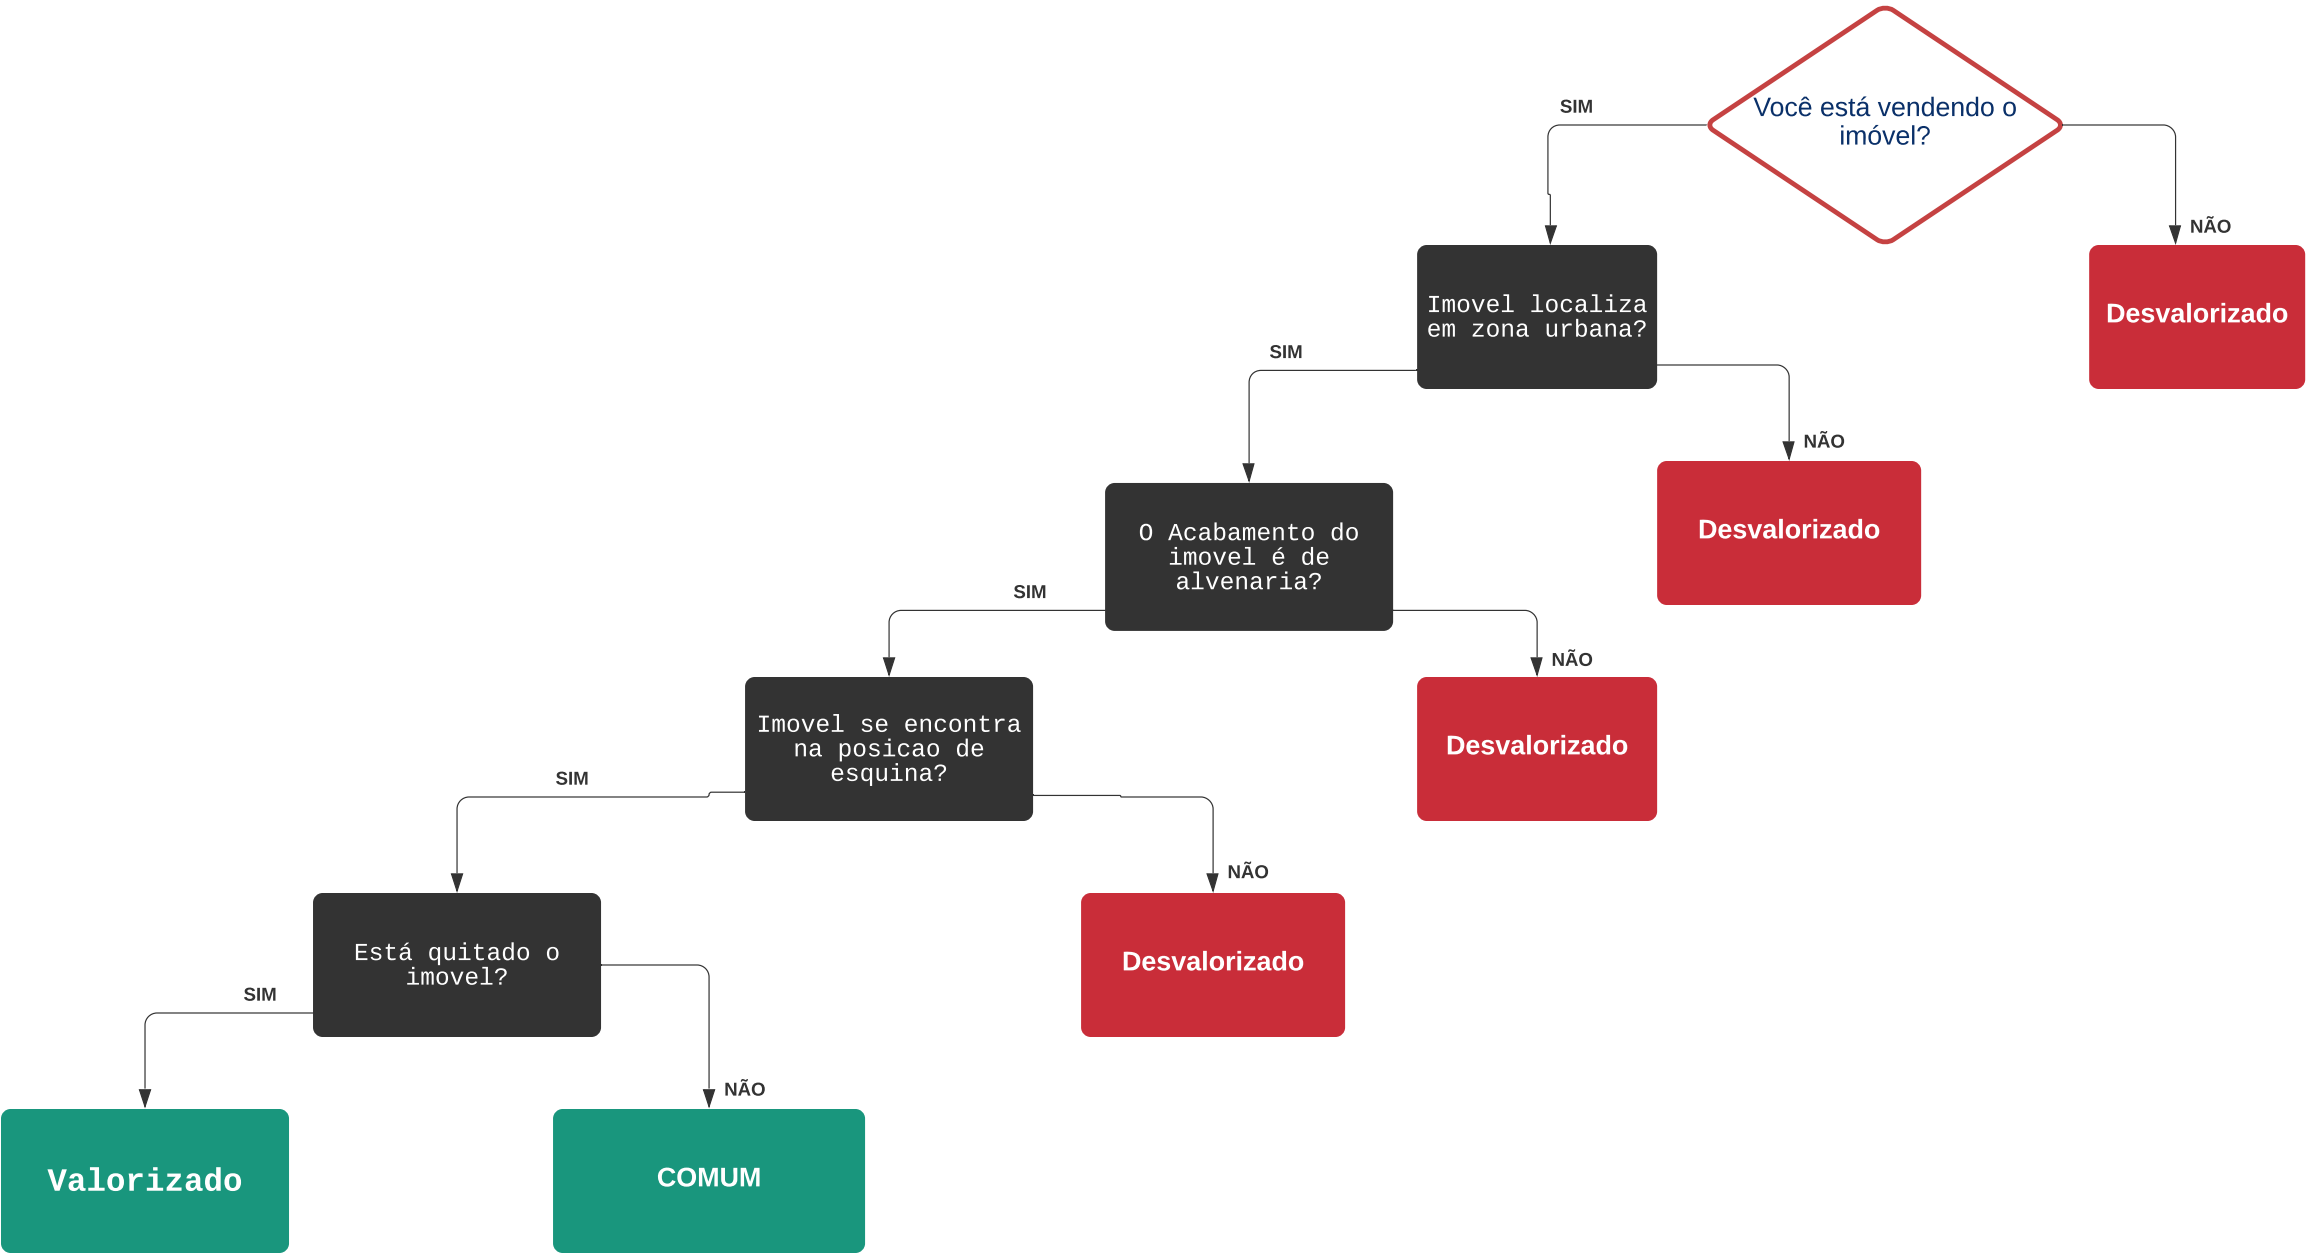 SIM
Você está vendendo o
imóvel?
NÃO
Imovel localiza
em zona urbana?
Desvalorizado
SIM
NÃO
O Acabamento do
imovel é de
alvenaria?
Desvalorizado
SIM
NÃO
Imovel se encontra
na posicao de
esquina?
Desvalorizado
SIM
NÃO
Está quitado o
imovel?
Desvalorizado
SIM
NÃO
Valorizado
COMUM